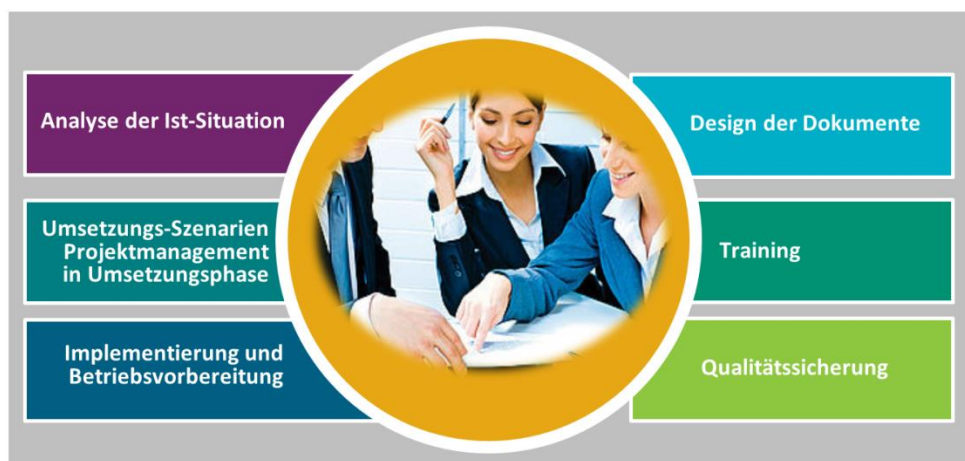 Analyse der Ist-Situation
Umsetzungs-Szenarien
Projektmanagement
in Umsetzungsphase
Implementierung und
Betriebsvorbereitung
Design der Dokumente
Training
Qualitätssicherung